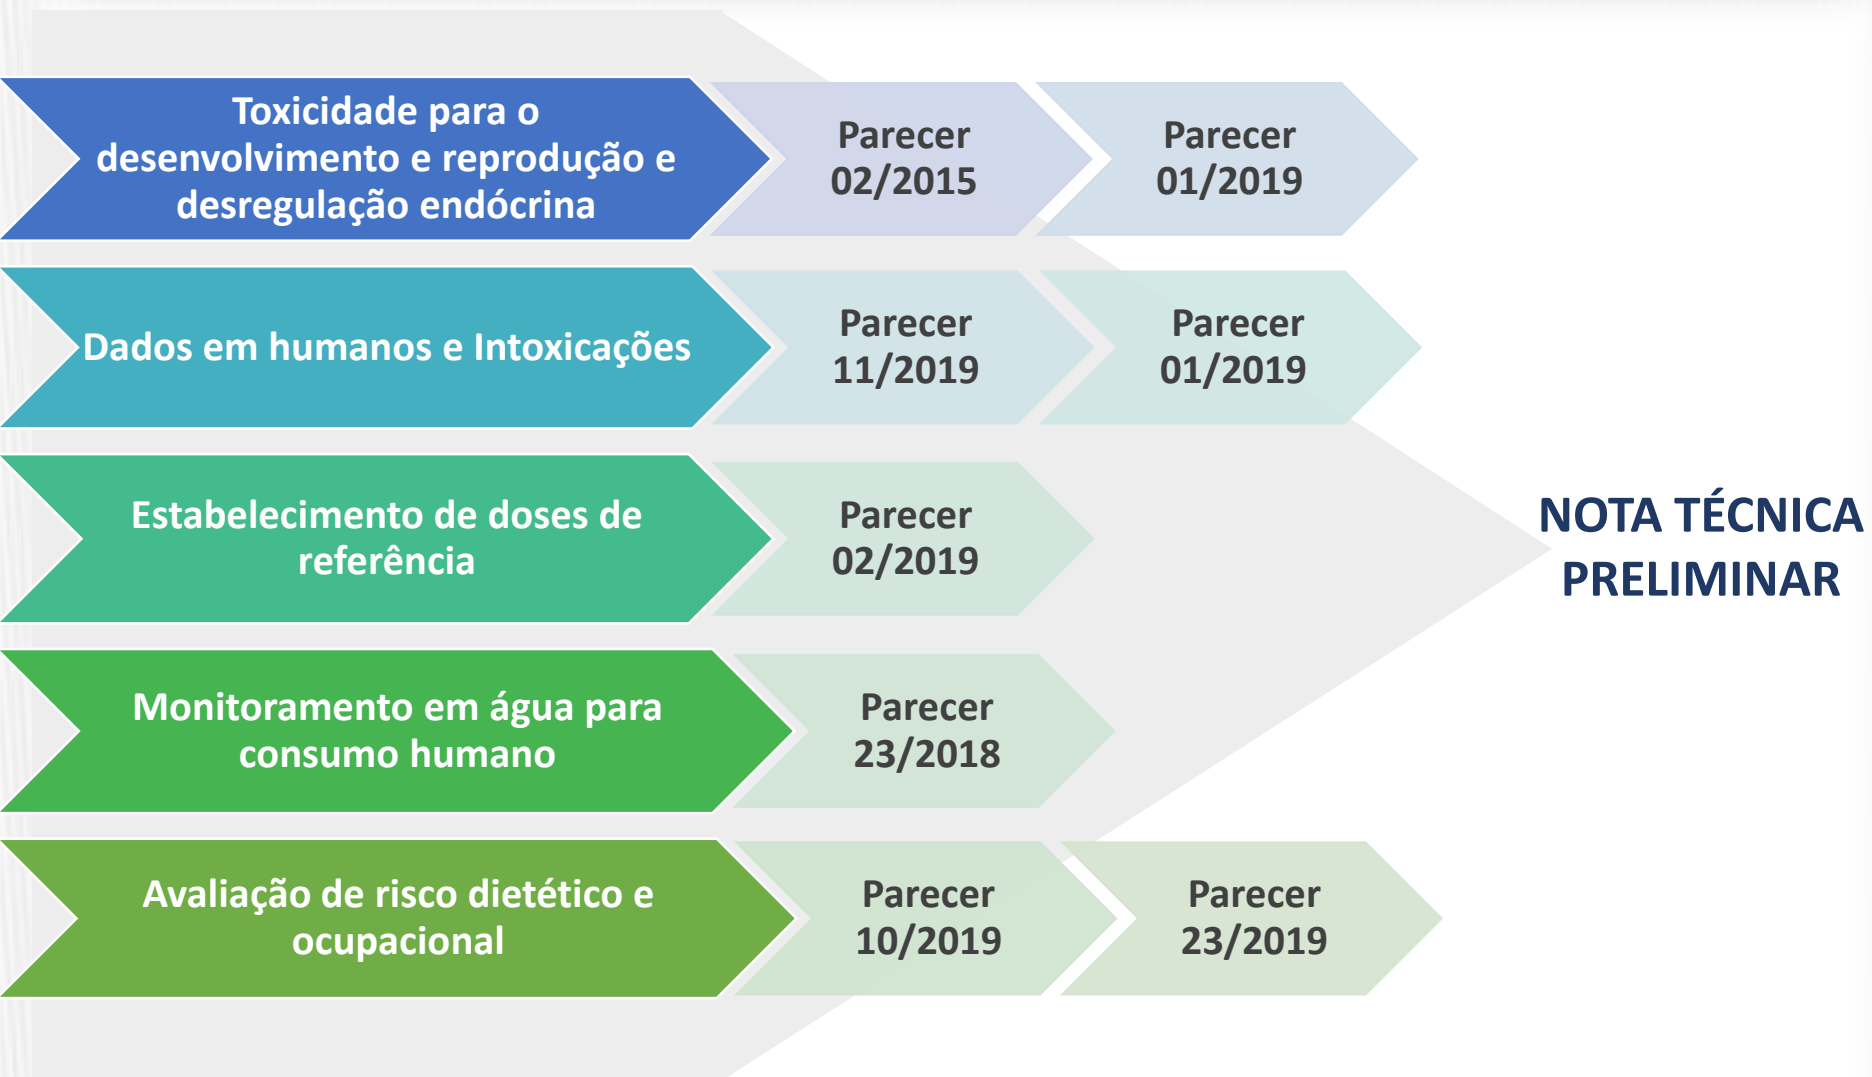 Toxicidade para o
desenvolvimento e reprodução e
desregulação endócrina
Parecer
02/2015
Parecer
01/2019
Dados em humanos e Intoxicações
Parecer
11/2019
Parecer
01/2019
Estabelecimento de doses de
referência
Parecer
02/2019
Monitoramento em água para
consumo humano
Parecer
23/2018
Avaliação de risco dietético e
ocupacional
Parecer
10/2019
Parecer
23/2019
NOTA TÉCNICA
PRELIMINAR